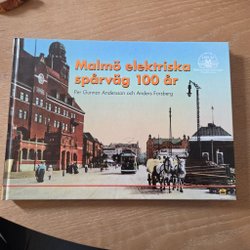 Malmö elektriska
spårväg 100 år
Per Gunnar Andersson och Anders Forsberg